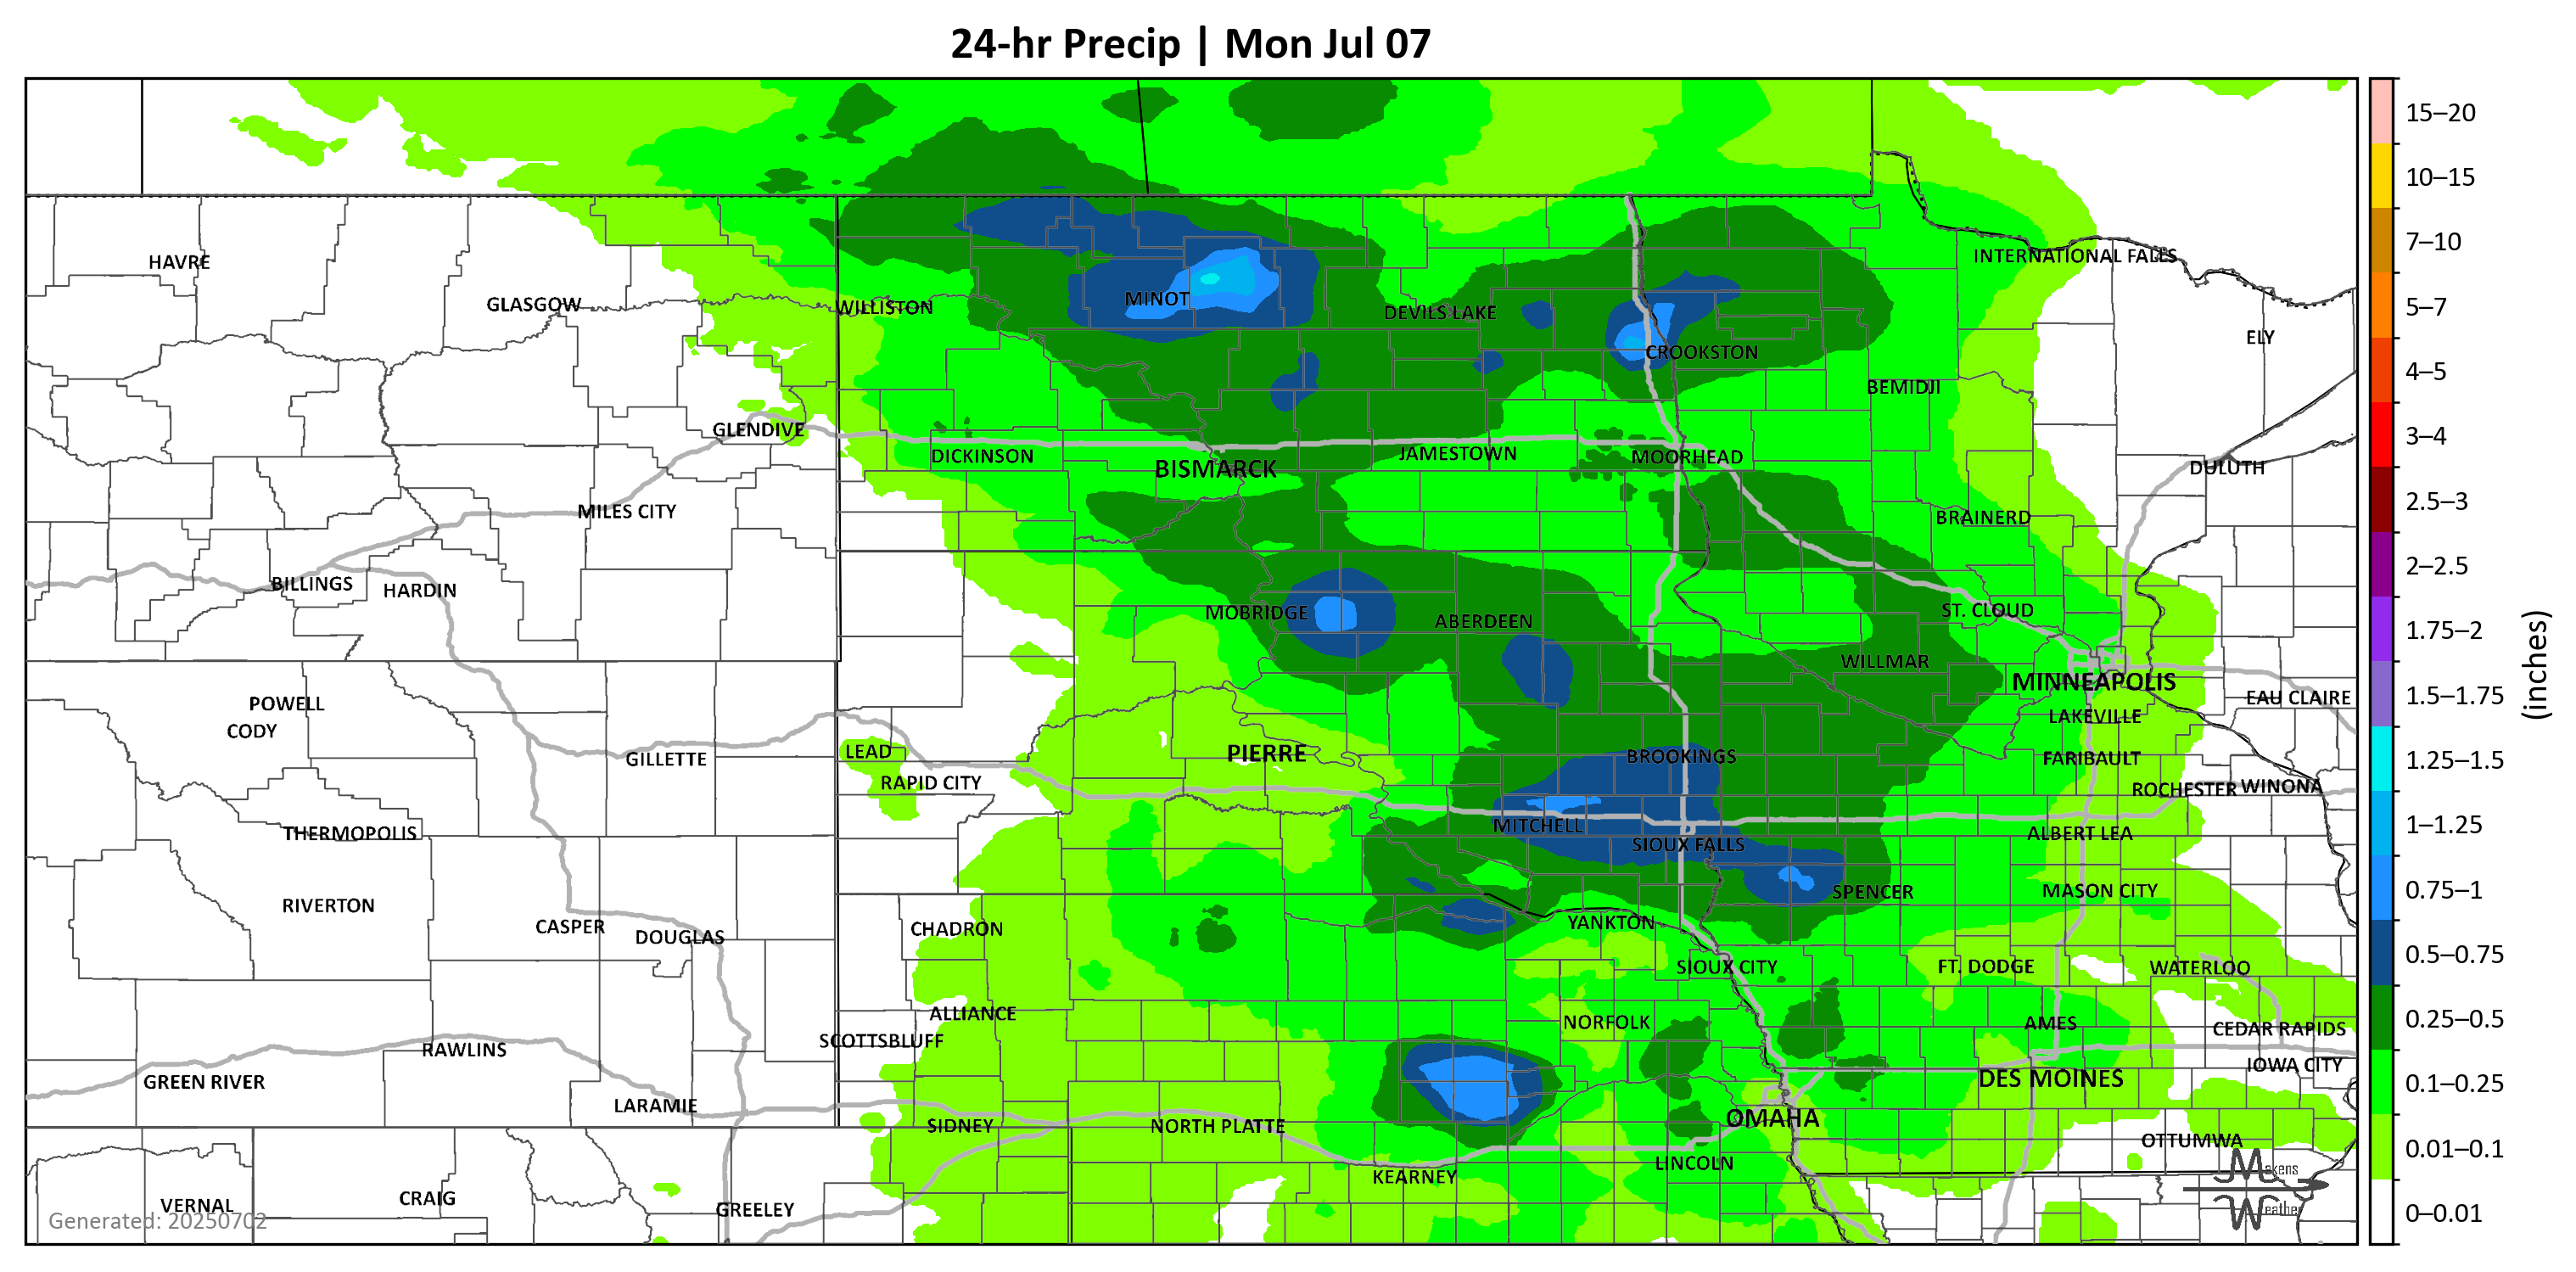 24-hr Precip | Mon Jul 07
15–20
10–15
7–10
5–7
4–5
3–4
2.5–3
2–2.5
1.75–2
1.5–1.75
1.25–1.5
1–1.25
0.75–1
0.5–0.75
0.25–0.5
0.1–0.25
0.01–0.1
0–0.01
(inches)
HAVRE
INTERNATIONAL FALLS
GLASGOW
MINOT
WILLISTON
DEVILS LAKE
ELY
CROOKSTON
BEMIDJI
GLENDIVE
DICKINSON
BISMARCK
JAMESTOWN
MOORHEAD
DULUTH
MILES CITY
BRAINERD
BILLINGS
HARDIN
MOBRIDGE
ABERDEEN
ST. CLOUD
WILLMAR
MINNEAPOLIS
EAU CLAIRE
POWELL
CODY
LAKEVILLE
GILLETTE
LEAD
PIERRE
BROOKINGS
FARIBAULT
RAPID CITY
ROCHESTER
WINONA
THERMOPOLIS
MITCHELL
ALBERT LEA
SIOUX FALLS
RIVERTON
SPENCER
MASON CITY
CASPER
DOUGLAS
CHADRON
YANKTON
SIOUX CITY
FT. DODGE
WATERLOO
ALLIANCE
NORFOLK
AMES
CEDAR RAPIDS
SCOTTSBLUFF
RAWLINS
IOWA CITY
GREEN RIVER
DES MOINES
LARAMIE
OMAHA
SIDNEY
NORTH PLATTE
OTTUMWA
LINCOLN
KEARNEY
VERNAL
CRAIG
GREELEY
Generated: 20250702
Makens
Weather